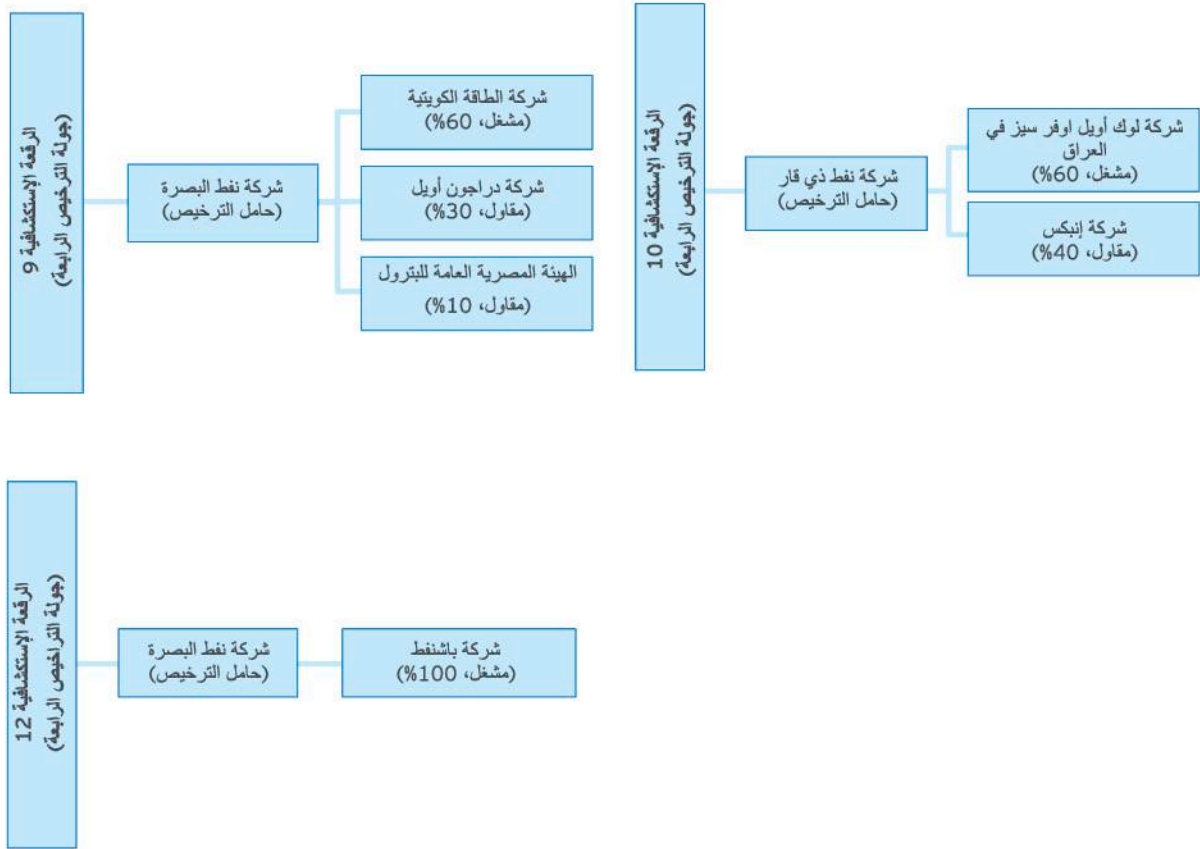 الرقعة الإستكشافية 9
(جولة الترخيص الرابعة)
شركة نفط البصرة
(حامل الترخيص)
شركة الطاقة الكويتية
(مشغل، 60%)
شركة دراجون أويل
(مقاول، 30%)
الهيئة المصرية العامة للبترول
(مقاول، 10%)
الرقعة الإستكشافية 10
(جولة الترخيص الرابعة)
شركة نفط ذي قار
(حامل الترخيص)
شركة لوك أويل اوفر سيز في
العراق
(مشغل، 60%)
شركة إنبكس
(مقاول، 40%)
الرقعة الإستكشافية 12
(جولة التراخيص الرابعة)
شركة نفط البصرة
(حامل الترخيص)
شركة باشنفط
(مشغل، 100%)